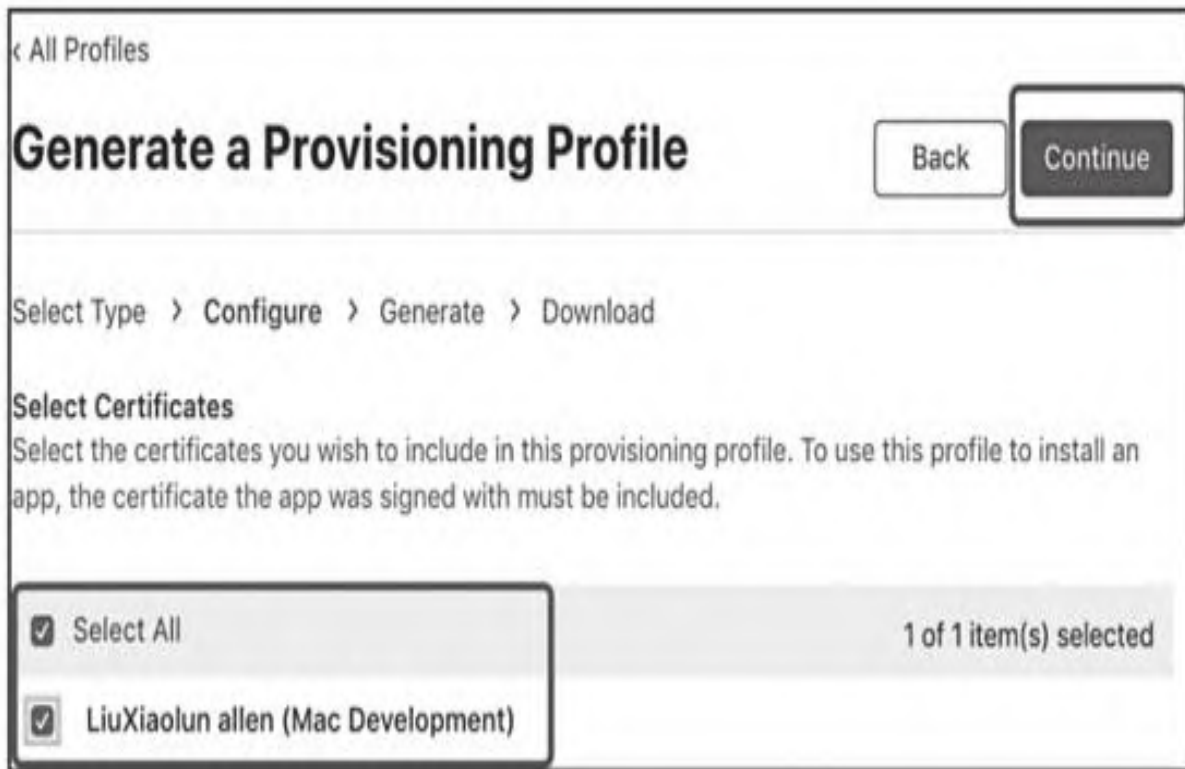 ‹ All Profiles
Generate a Provisioning Profile
Back
Continue
Select Type › Configure › Generate › Download
Select Certificates
Select the certificates you wish to include in this provisioning profile. To use this profile to install an
app, the certificate the app was signed with must be included.
Select All
1 of 1 item(s) selected
LiuXiaolun allen (Mac Development)